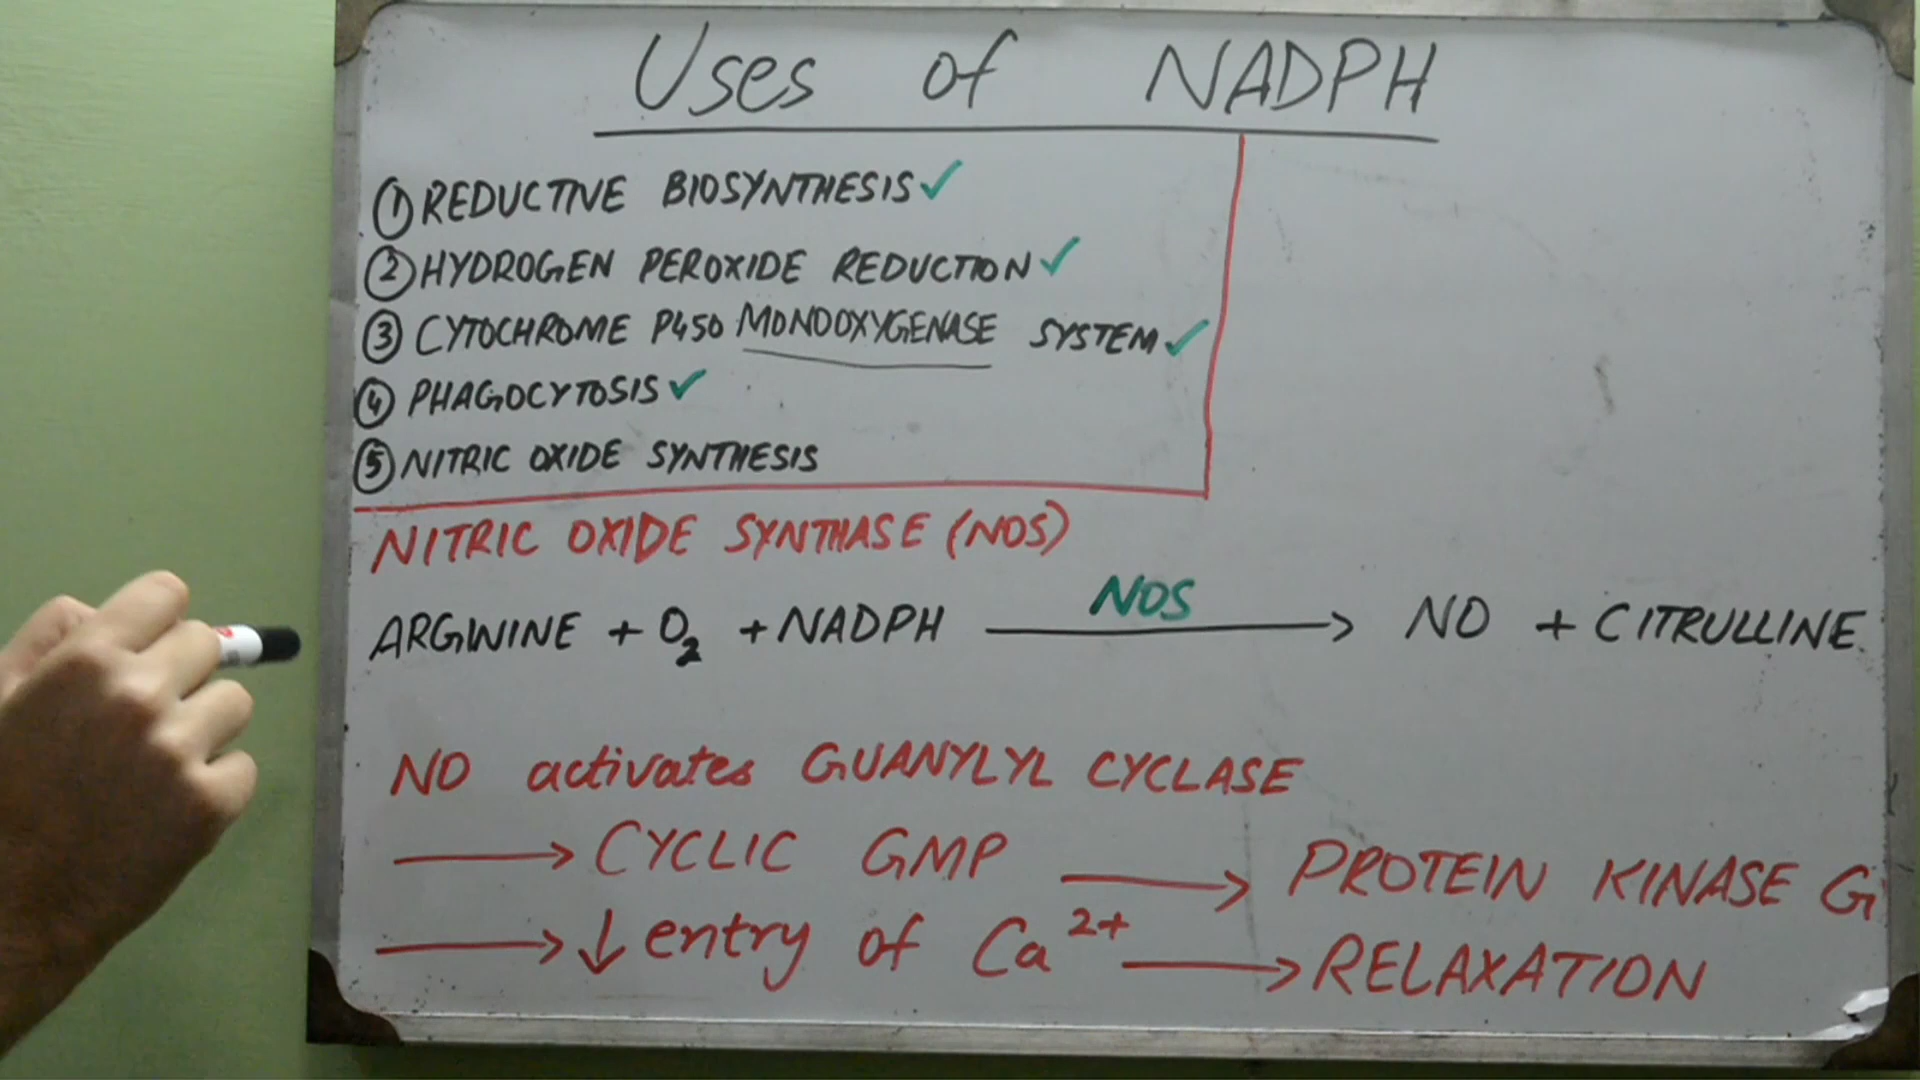 Uses of NADPH
① REDUCTIVE BIOSYNTHESIS ✓
② HYDROGEN PEROXIDE REDUCTION ✓
③ CYTOCHROME P450 MONOOXYGENASE SYSTEM ✓
④ PHAGOCYTOSIS ✓
⑤ NITRIC OXIDE SYNTHESIS
NITRIC OXIDE SYNTHASE (NOS)
NOS
ARGININE + O₂ + NADPH ⟶ NO + CITRULLINE
NO activates GUANYLYL CYCLASE
→ CYCLIC GMP → PROTEIN KINASE G
→ ↓ entry of Ca²⁺ → RELAXATION